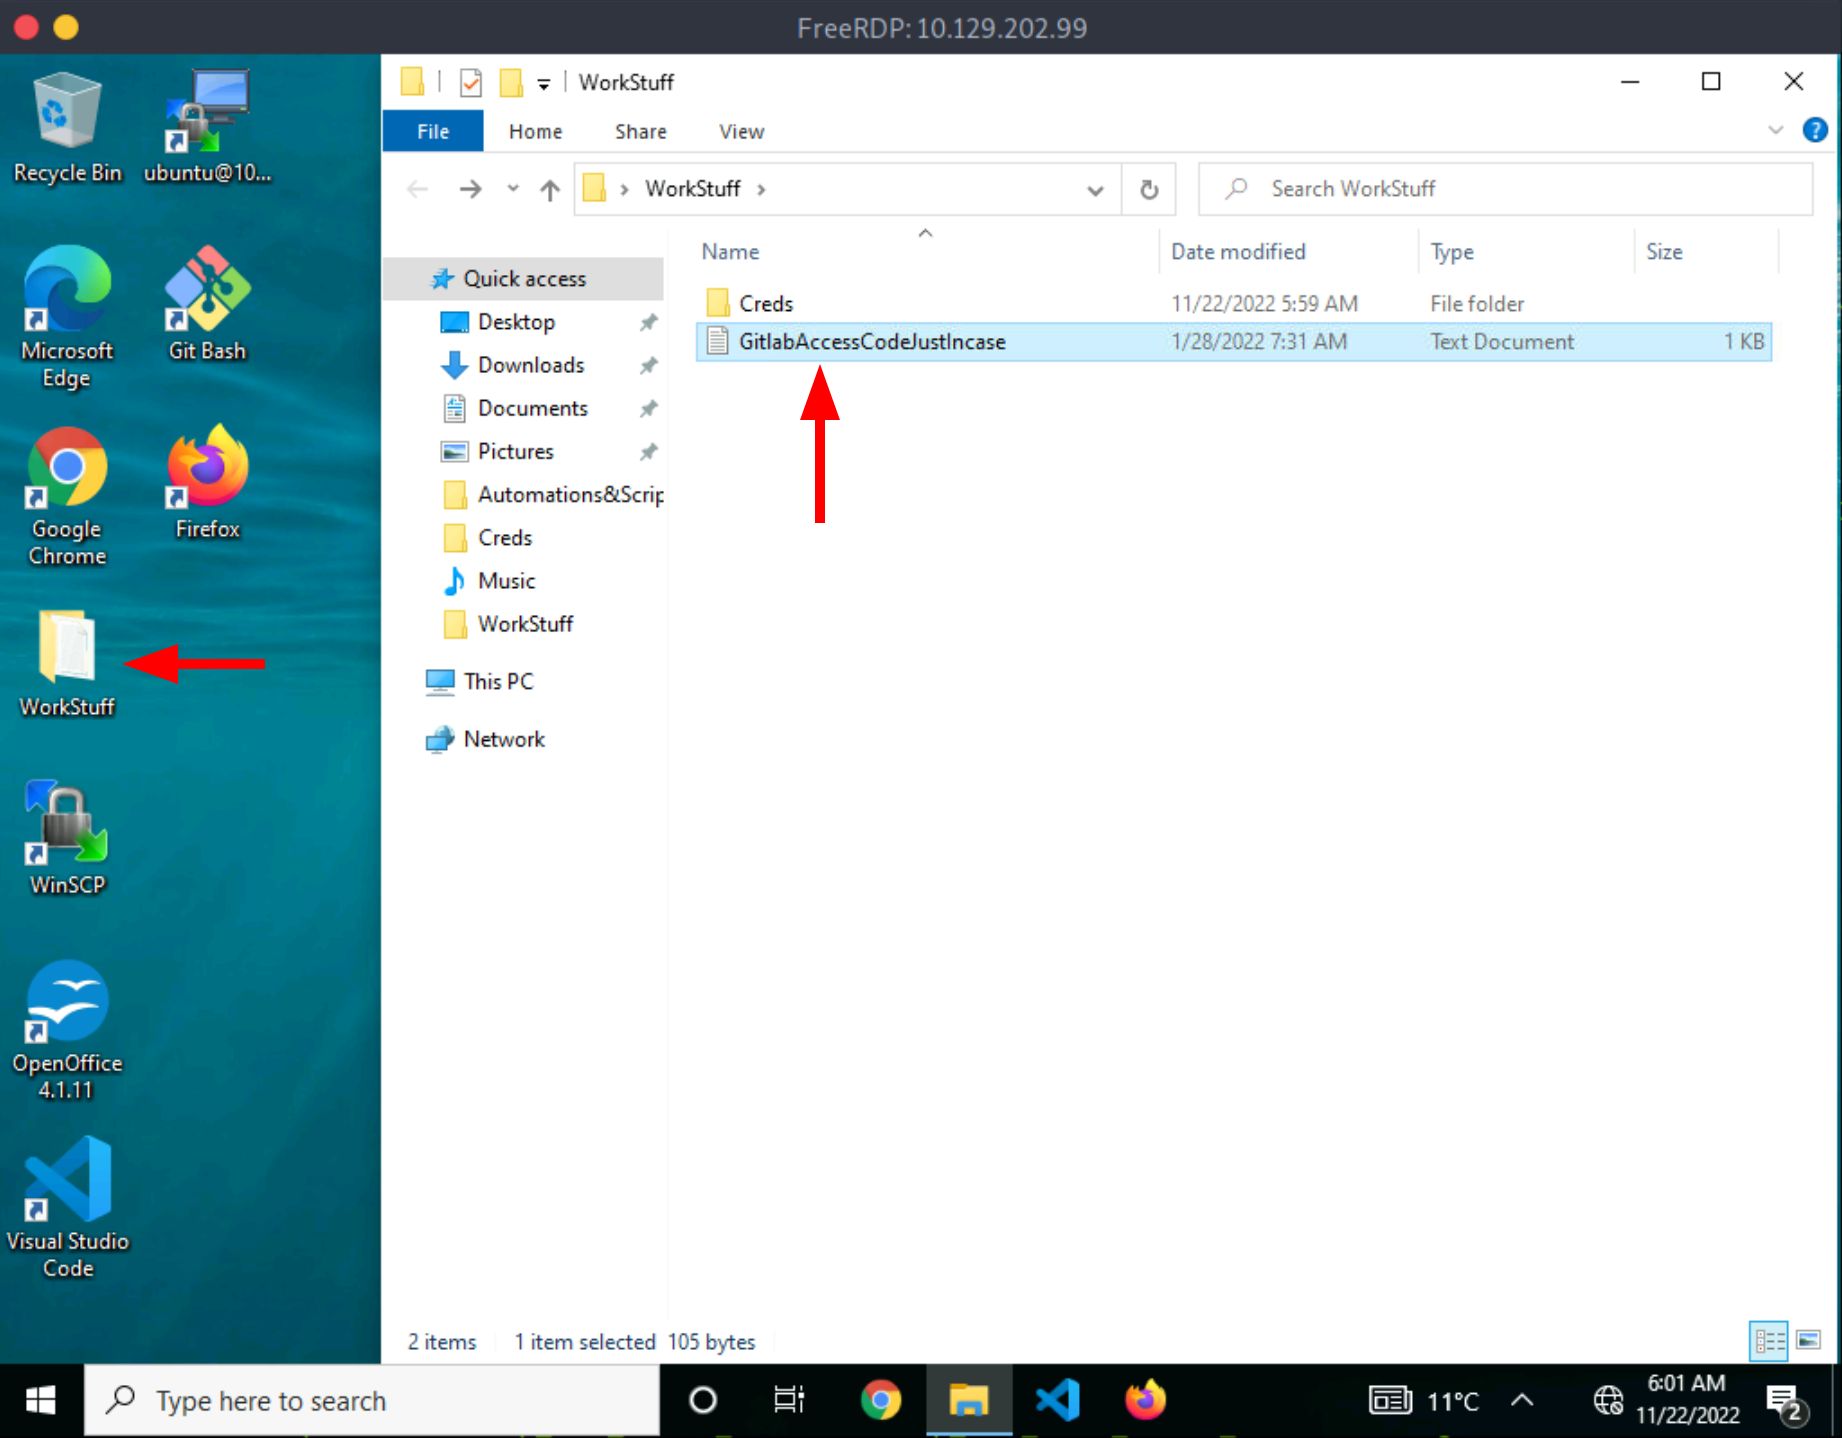 FreeRDP: 10.129.202.99
Recycle Bin
ubuntu@10...
Microsoft
Edge
Git Bash
Google
Chrome
Firefox
WorkStuff
WinSCP
OpenOffice
4.1.11
Visual Studio
Code
WorkStuff
File Home Share View
?
WorkStuff
Search WorkStuff
Name Date modified Type Size
Creds 11/22/2022 5:59 AM File folder
GitlabAccessCodeJustIncase 1/28/2022 7:31 AM Text Document 1 KB
Quick access
Desktop
Downloads
Documents
Pictures
Automations&Scrip
Creds
Music
WorkStuff
This PC
Network
2 items 1 item selected 105 bytes
Type here to search
11°C
6:01 AM
11/22/2022
2